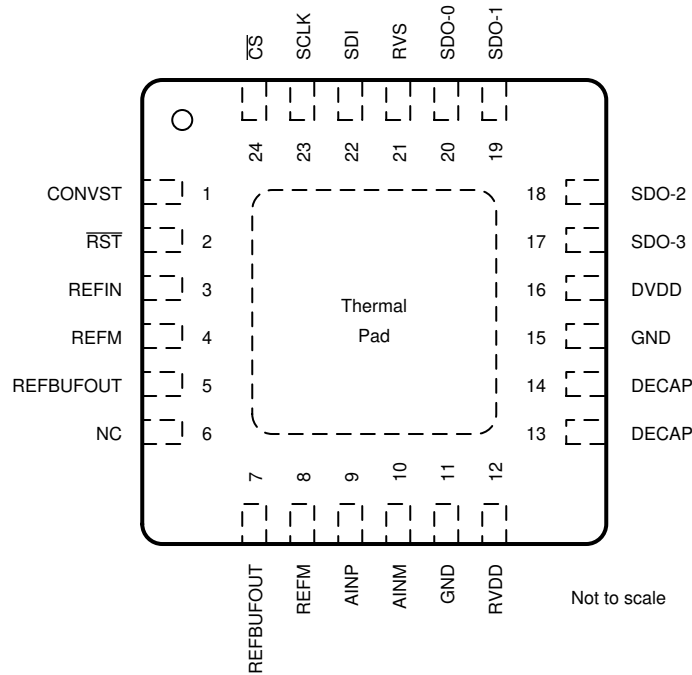 C̅S̅
SCLK
SDI
RVS
SDO-0
SDO-1
24
23
22
21
20
19
CONVST 1
R̅S̅T̅ 2
REFIN 3
REFM 4
REFBUFOUT 5
NC 6
Thermal
Pad
18 SDO-2
17 SDO-3
16 DVDD
15 GND
14 DECAP
13 DECAP
7
8
9
10
11
12
REFBUFOUT
REFM
AINP
AINM
GND
RVDD
Not to scale